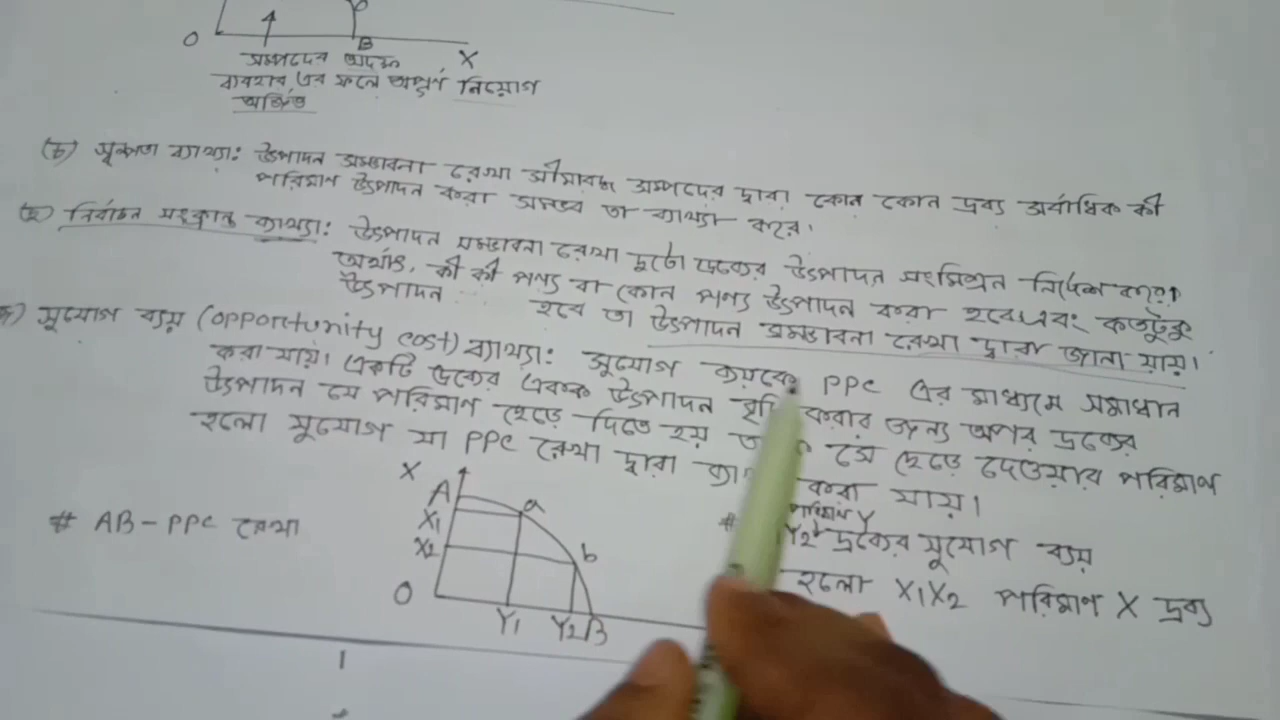 O B X
সম্পদের অদক্ষ
ব্যবহার এর ফলে অপূর্ণ নিয়োগ
অর্জিত
(চ) সূক্ষ্মতা ব্যাখ্যা: উৎপাদন সম্ভাবনা রেখা সীমাবদ্ধ সম্পদের দ্বারা কোন কোন দ্রব্য সর্বাধিক কী
পরিমাণ উৎপাদন করা সম্ভব তা ব্যাখ্যা করে।
(ছ) নির্বাচন সংক্রান্ত ব্যাখ্যা: উৎপাদন সম্ভাবনা রেখা দুটো দ্রব্যের উৎপাদন সংমিশ্রন নির্দেশ করে।
অর্থাৎ, কী কী পণ্য বা কোন পণ্য উৎপাদন করা হবে এবং কতটুকু
উৎপাদন হবে তা উৎপাদন সম্ভাবনা রেখা দ্বারা জানা যায়।
সুযোগ ব্যয় (opportunity cost) ব্যাখ্যা: সুযোগ ব্যয়কে PPC এর মাধ্যমে সমাধান
করা যায়। একটি দ্রব্যের একক উৎপাদন করার জন্য অপর দ্রব্যের
উৎপাদন যে পরিমাণ ছেড়ে দিতে হয় সে ছেড়ে দেওয়ার পরিমাণ
হলো সুযোগ যা PPC রেখা দ্বারা করা যায়।
X
A
X1 a
# AB-PPC রেখা
X2 b
O Y1 Y2 B
# পরিমাণ Y
Y2 দ্রব্যের সুযোগ ব্যয়
হলো X1X2 পরিমাণ X দ্রব্য